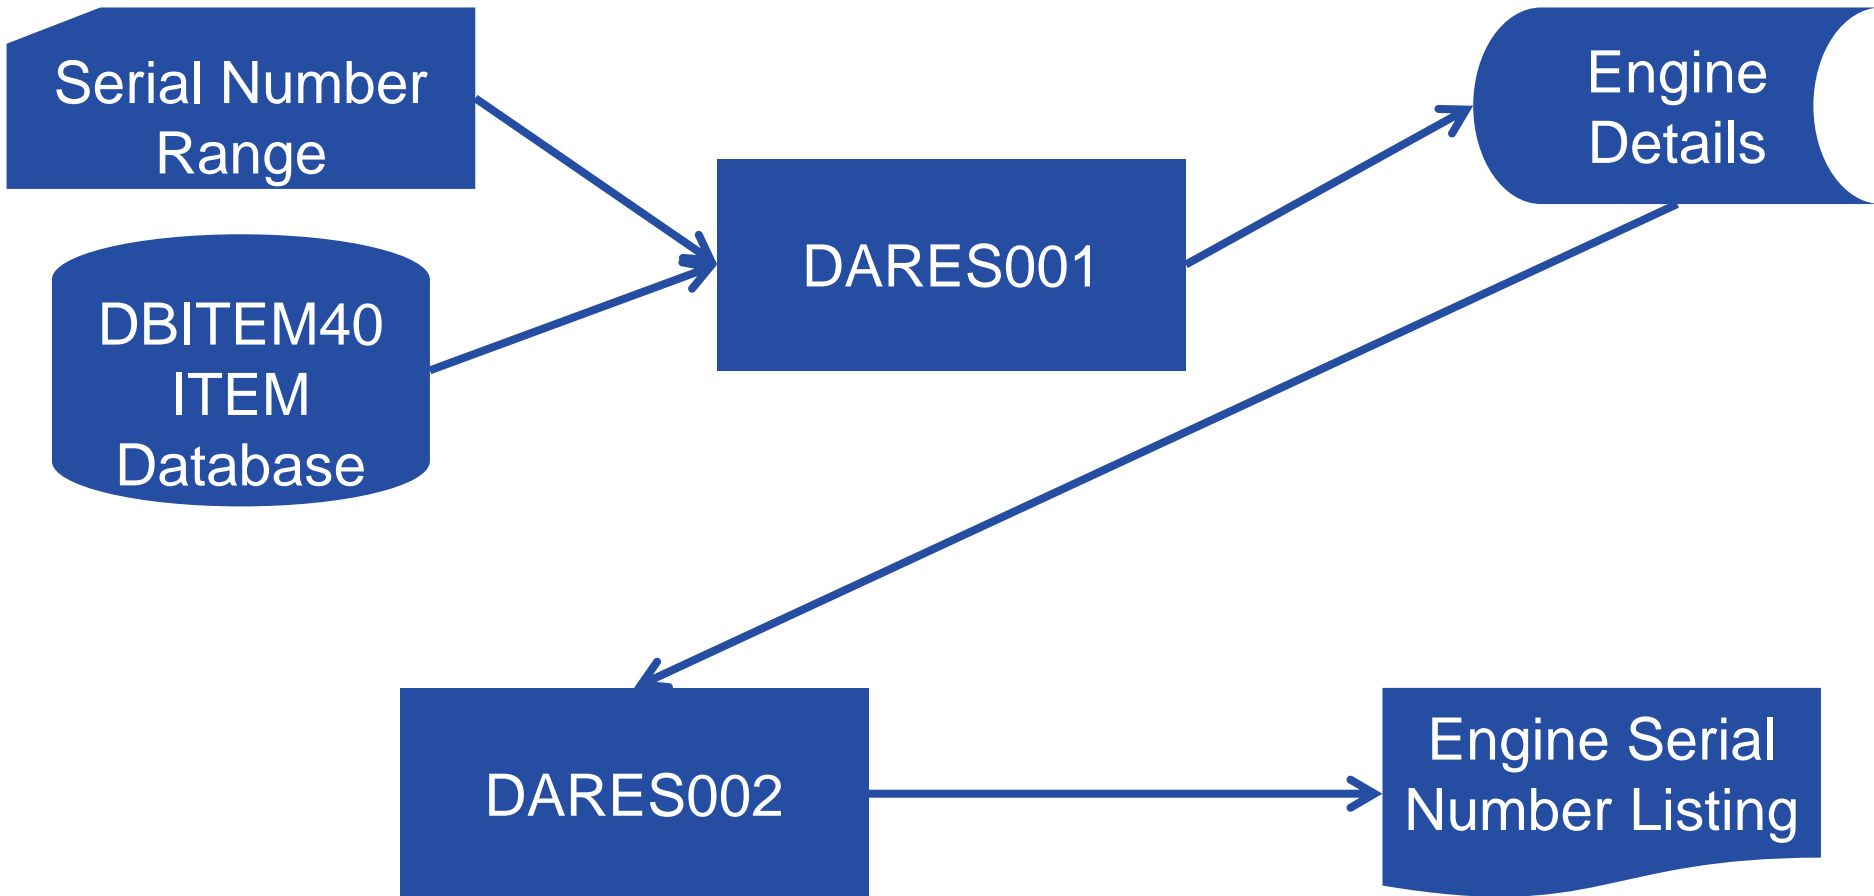 Serial Number
Range
DBITEM40
ITEM
Database
DARES001
Engine
Details
DARES002
Engine Serial
Number Listing